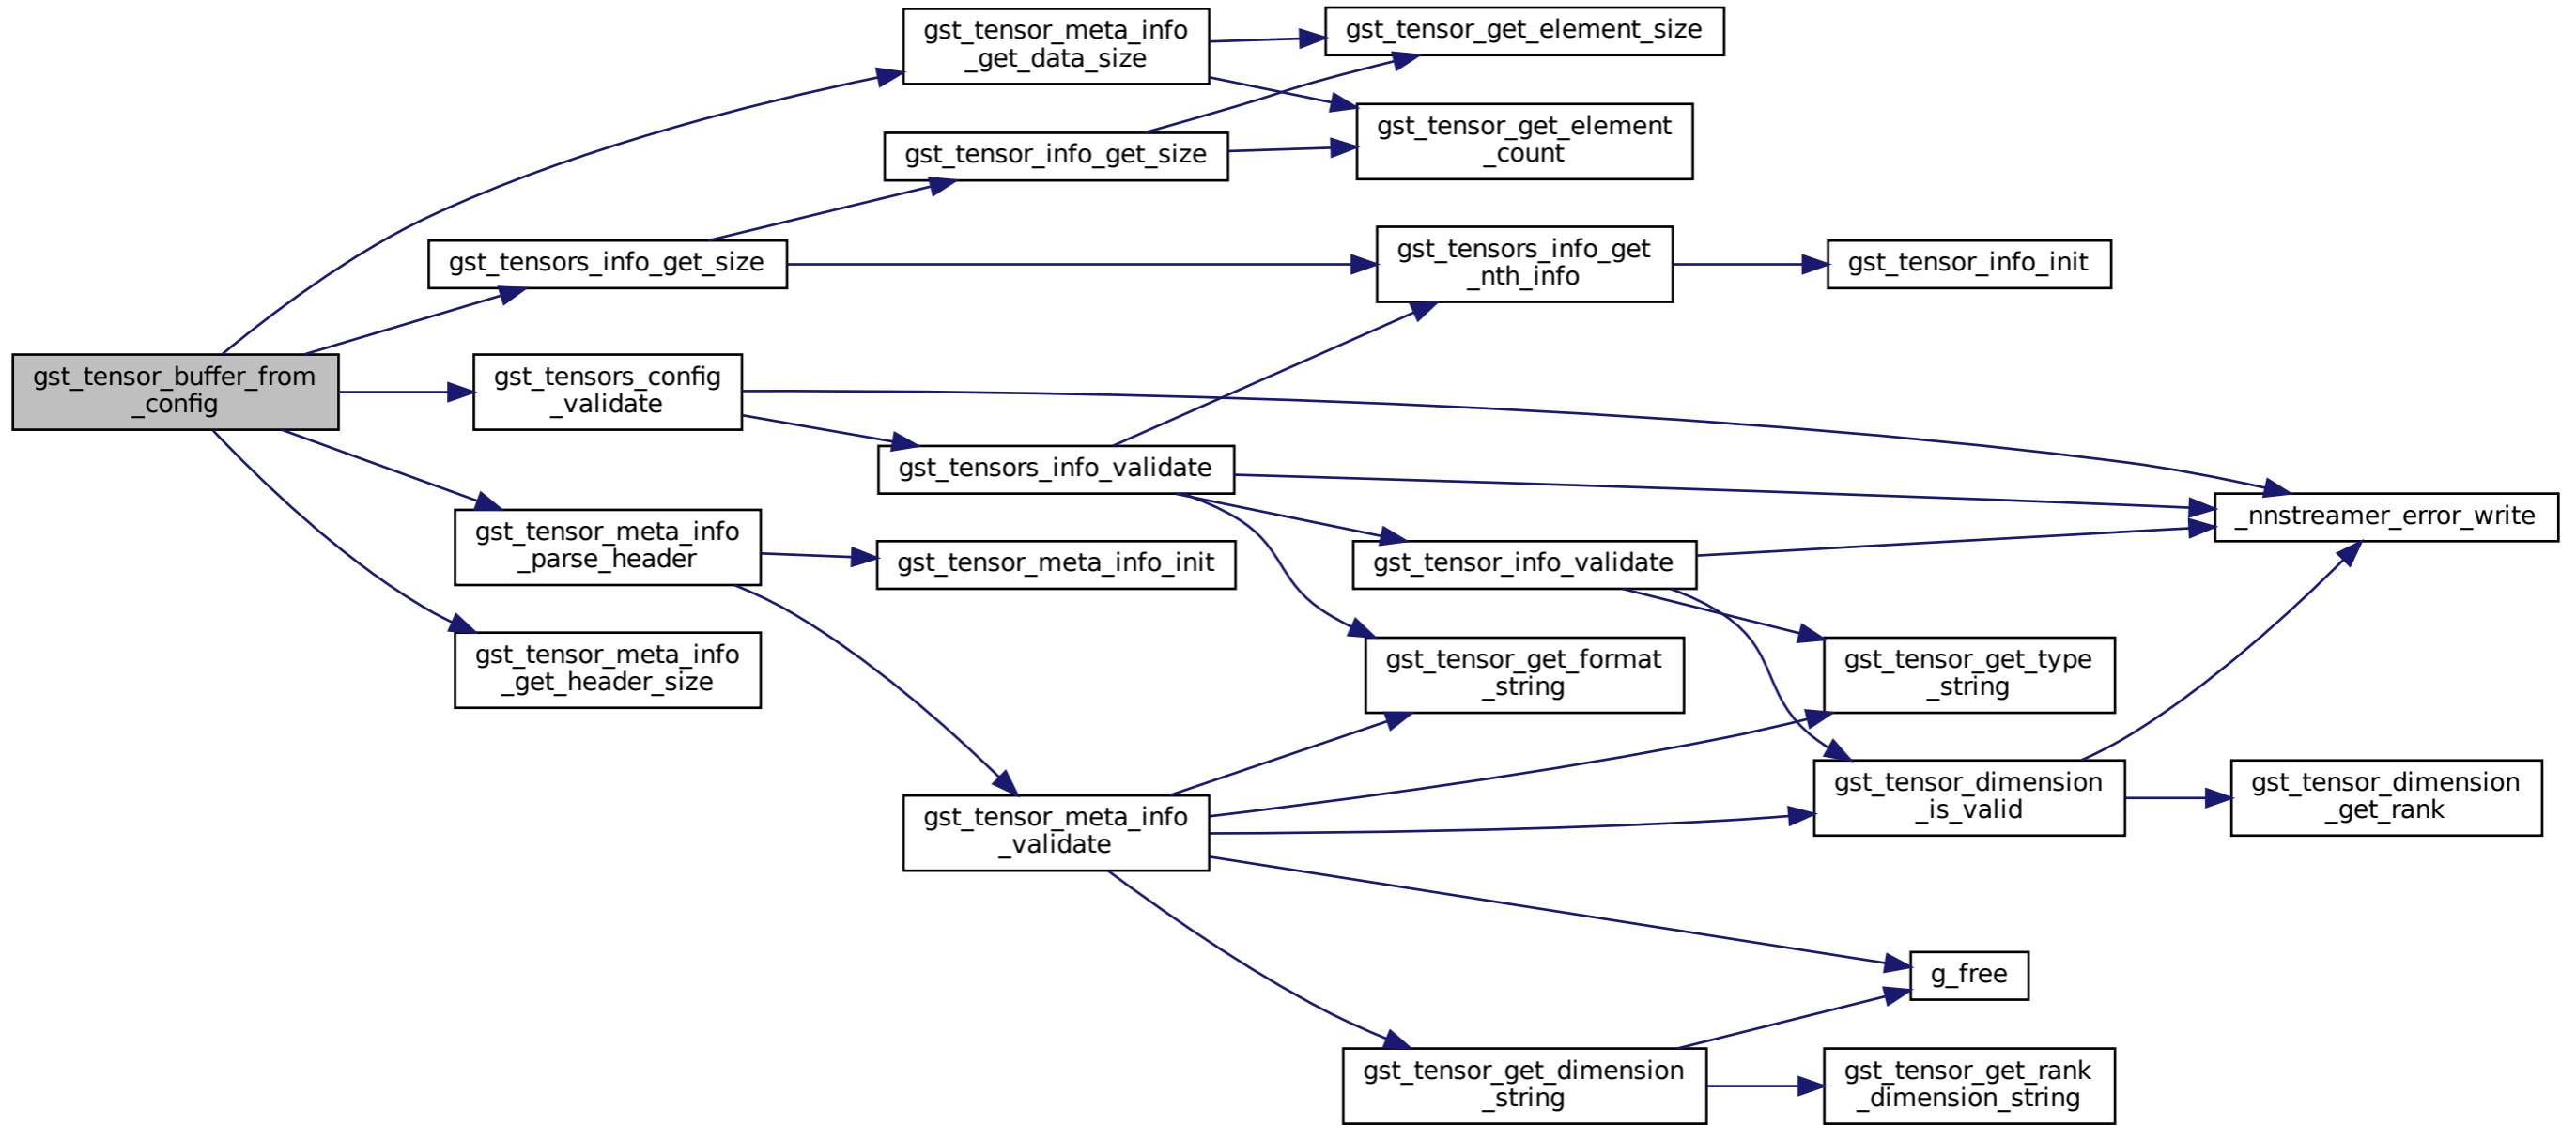 gst_tensor_meta_info
_get_data_size
gst_tensor_get_element_size
gst_tensor_get_element
_count
gst_tensor_info_get_size
gst_tensors_info_get_size
gst_tensors_info_get
_nth_info
gst_tensor_info_init
gst_tensor_buffer_from
_config
gst_tensors_config
_validate
gst_tensors_info_validate
_nnstreamer_error_write
gst_tensor_meta_info
_parse_header
gst_tensor_meta_info_init
gst_tensor_info_validate
gst_tensor_meta_info
_get_header_size
gst_tensor_get_format
_string
gst_tensor_get_type
_string
gst_tensor_meta_info
_validate
gst_tensor_dimension
_is_valid
gst_tensor_dimension
_get_rank
g_free
gst_tensor_get_dimension
_string
gst_tensor_get_rank
_dimension_string